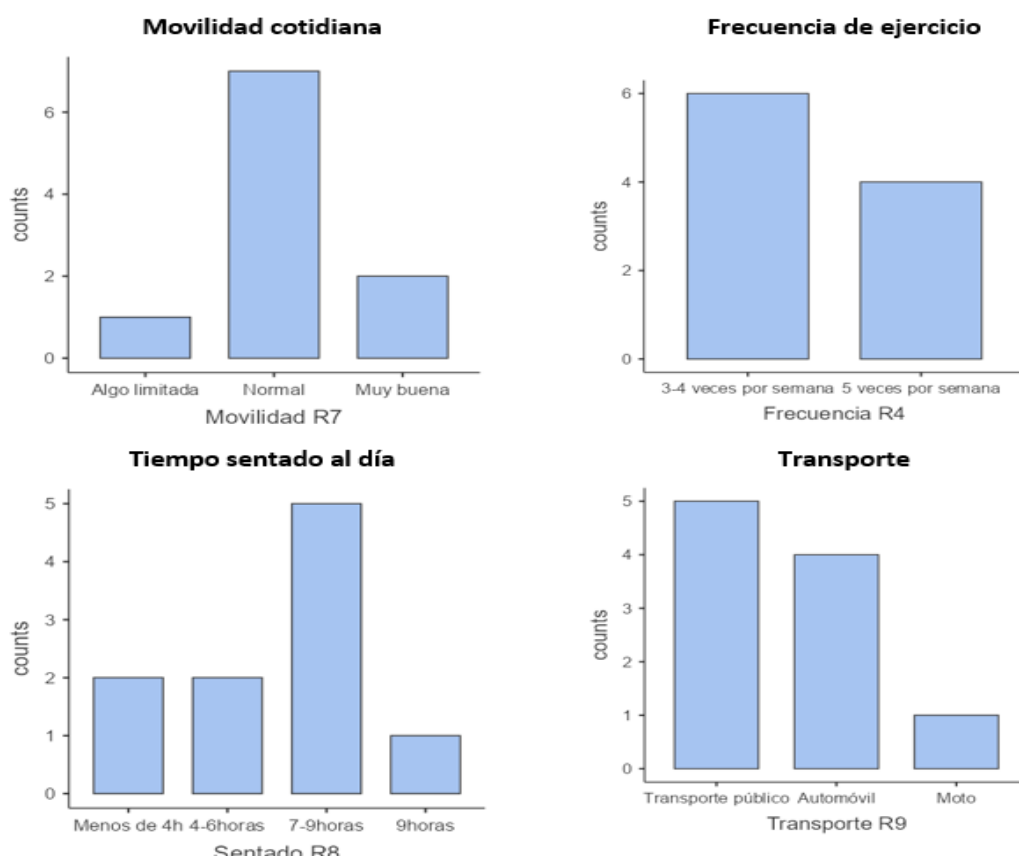 Movilidad cotidiana
counts
6
4
2
0
Algo limitada Normal Muy buena
Movilidad R7
Frecuencia de ejercicio
counts
6
4
2
0
3-4 veces por semana 5 veces por semana
Frecuencia R4
Tiempo sentado al día
counts
5
4
3
2
1
0
Menos de 4h 4-6horas 7-9horas 9horas
Sentado R8
Transporte
counts
5
4
3
2
1
0
Transporte público Automóvil Moto
Transporte R9